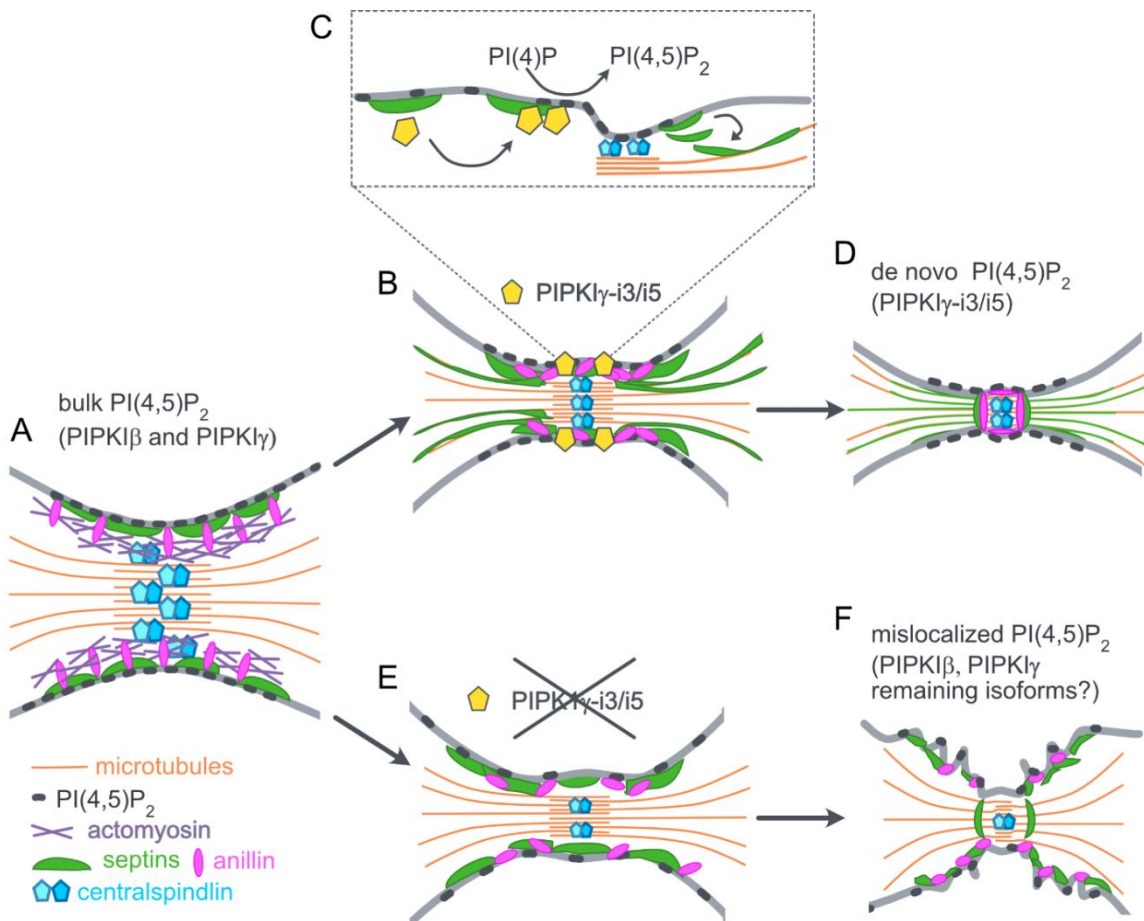 C
PI(4)P
PI(4,5)P₂
B
PIPKIγ-i3/i5
D
de novo PI(4,5)P₂
(PIPKIγ-i3/i5)
A
bulk PI(4,5)P₂
(PIPKIβ and PIPKIγ)
E
PIPKIγ-i3/i5
F
mislocalized PI(4,5)P₂
(PIPKIβ, PIPKIγ
remaining isoforms?)
microtubules
PI(4,5)P₂
actomyosin
septins
anillin
centralspindlin